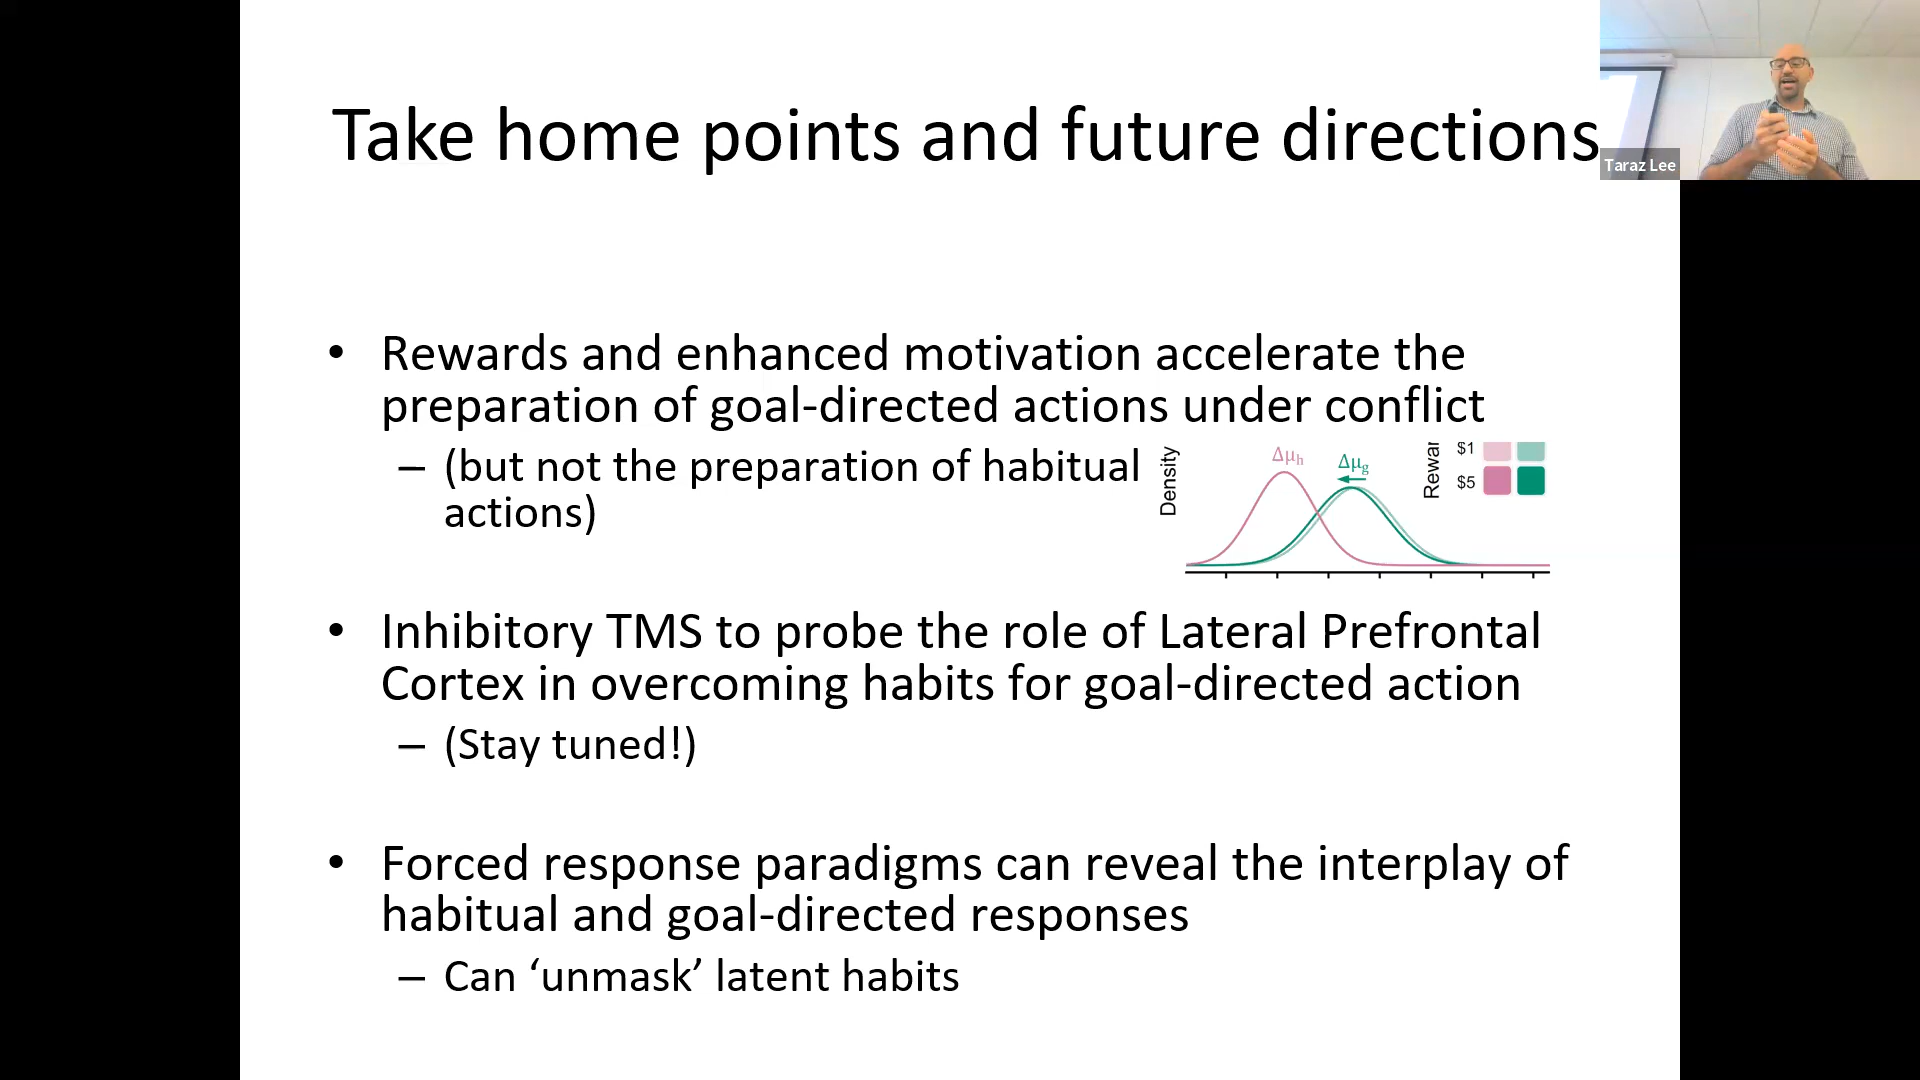 Take home points and future directions
Taraz Lee
• Rewards and enhanced motivation accelerate the
preparation of goal-directed actions under conflict
– (but not the preparation of habitual
actions)
Density
Δμh
Δμg
Rewar
$1
$5
• Inhibitory TMS to probe the role of Lateral Prefrontal
Cortex in overcoming habits for goal-directed action
– (Stay tuned!)
• Forced response paradigms can reveal the interplay of
habitual and goal-directed responses
– Can ‘unmask’ latent habits